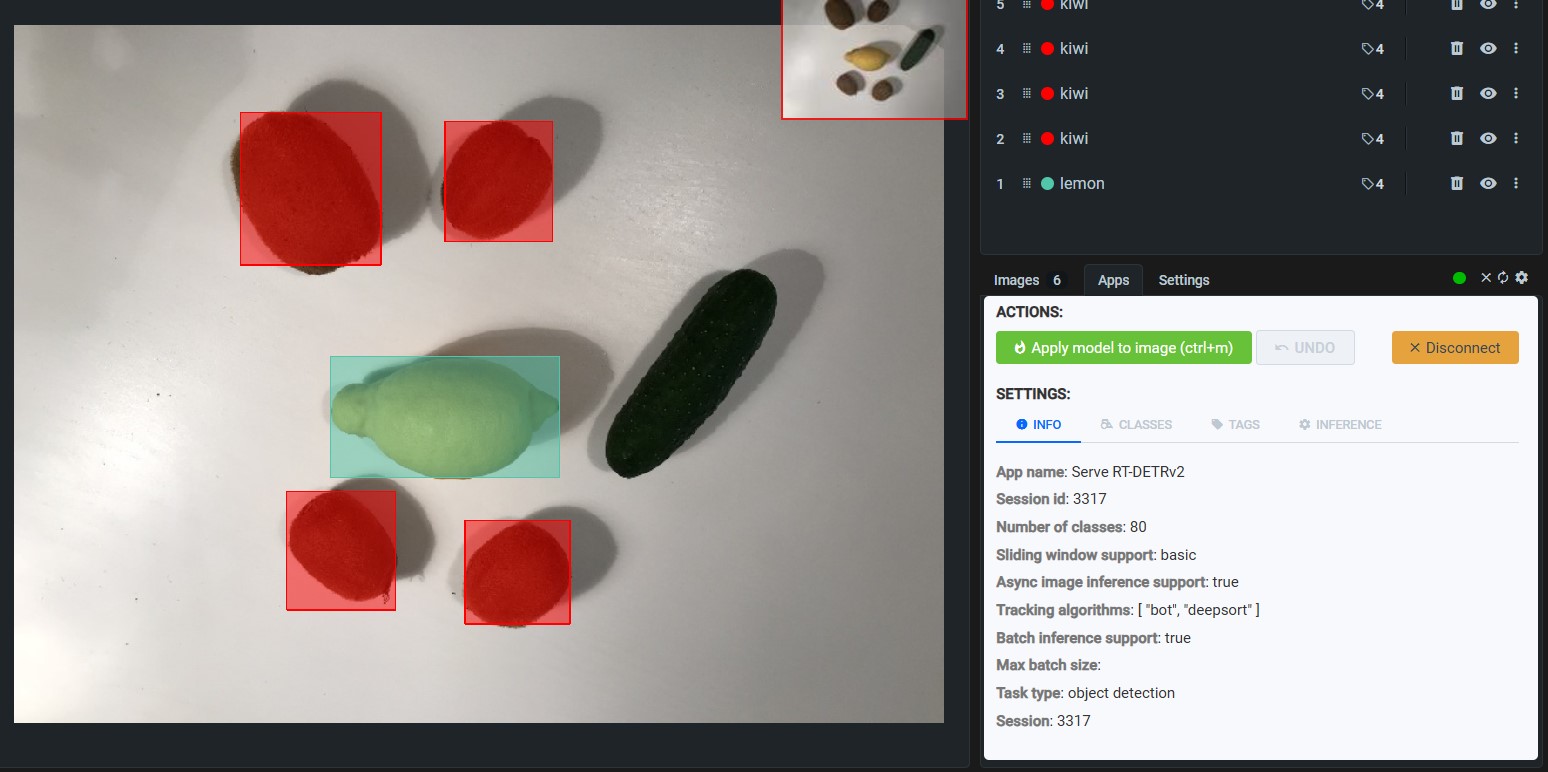 5 kiwi 4
4 kiwi 4
3 kiwi 4
2 kiwi 4
1 lemon 4
Images 6 Apps Settings
ACTIONS:
Apply model to image (ctrl+m) UNDO Disconnect
SETTINGS:
INFO CLASSES TAGS INFERENCE
App name: Serve RT-DETRv2
Session id: 3317
Number of classes: 80
Sliding window support: basic
Async image inference support: true
Tracking algorithms: [ "bot", "deepsort" ]
Batch inference support: true
Max batch size:
Task type: object detection
Session: 3317